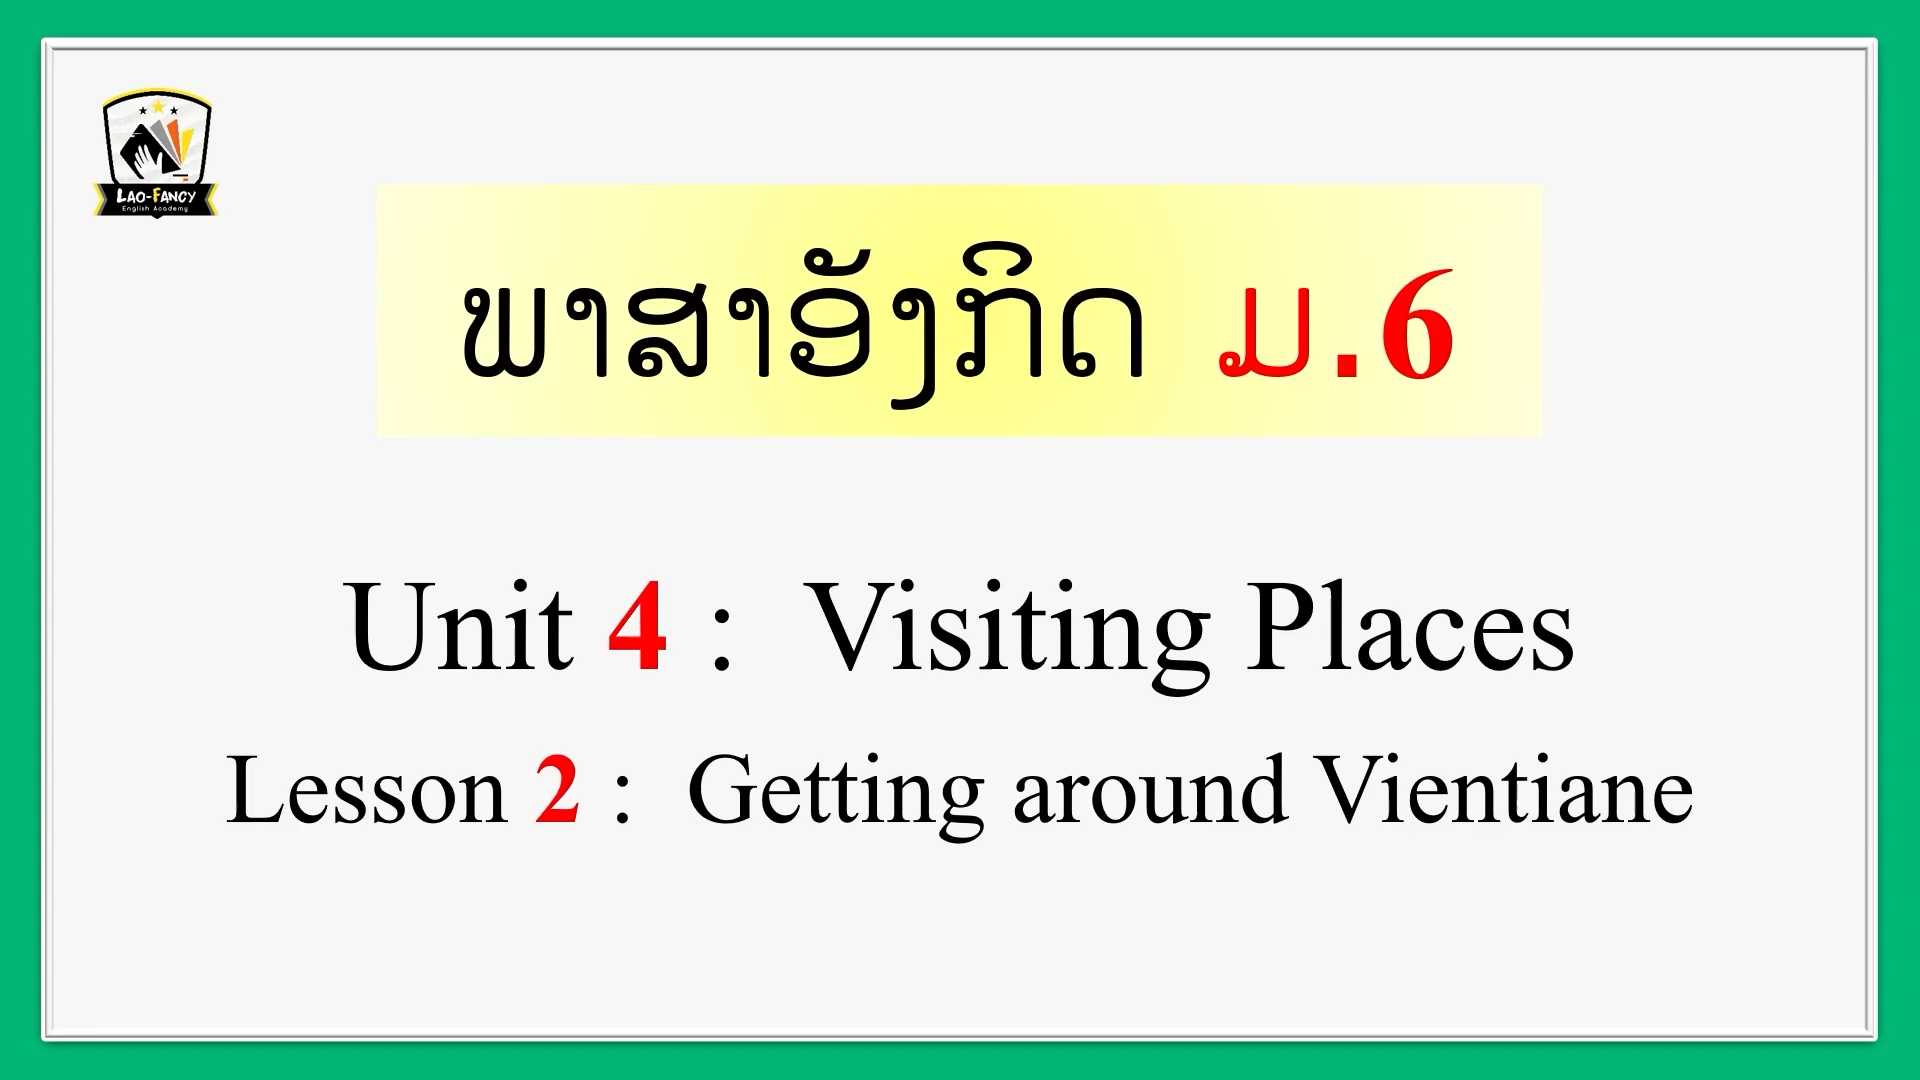 LAO-FANCY
English Academy
ພາສາອັງກິດ ມ.6
Unit 4 : Visiting Places
Lesson 2 : Getting around Vientiane